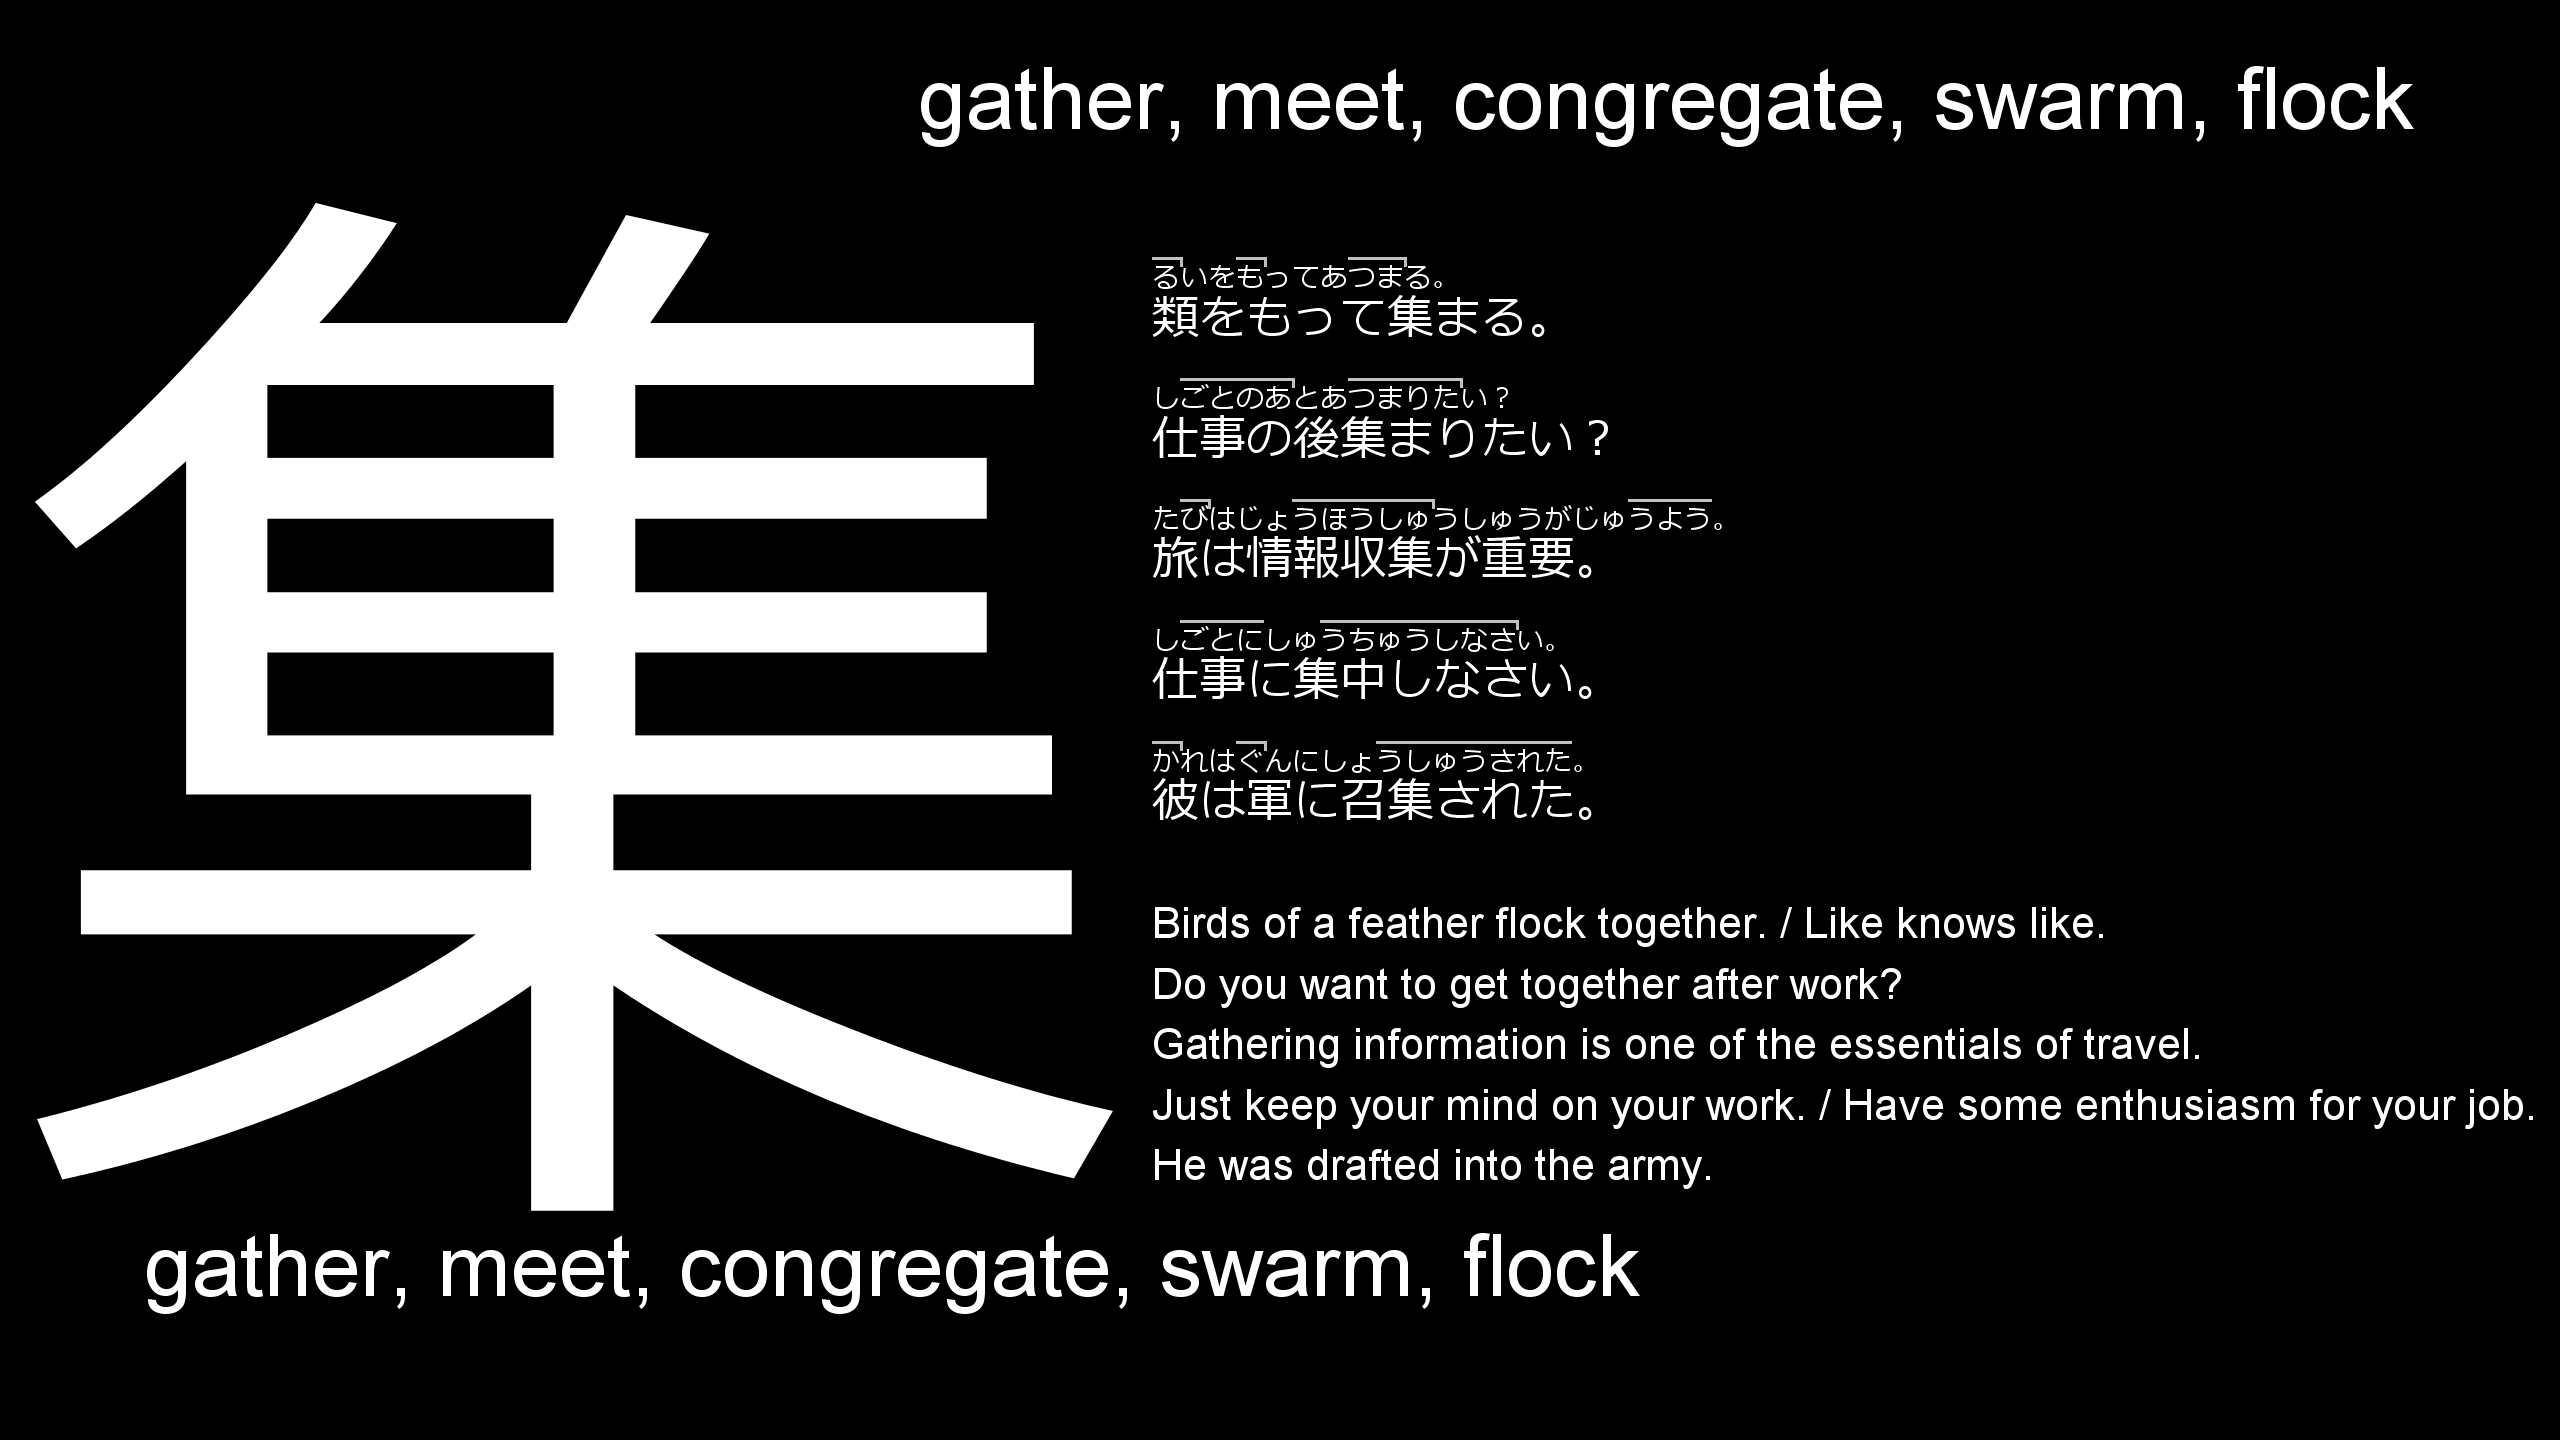 gather, meet, congregate, swarm, flock
集
るいをもってあつまる。
類をもって集まる。
しごとのあとあつまりたい？
仕事の後集まりたい？
たびはじょうほうしゅうしゅうがじゅうよう。
旅は情報収集が重要。
しごとにしゅうちゅうしなさい。
仕事に集中しなさい。
かれはぐんにしょうしゅうされた。
彼は軍に召集された。
Birds of a feather flock together. / Like knows like.
Do you want to get together after work?
Gathering information is one of the essentials of travel.
Just keep your mind on your work. / Have some enthusiasm for your job.
He was drafted into the army.
gather, meet, congregate, swarm, flock